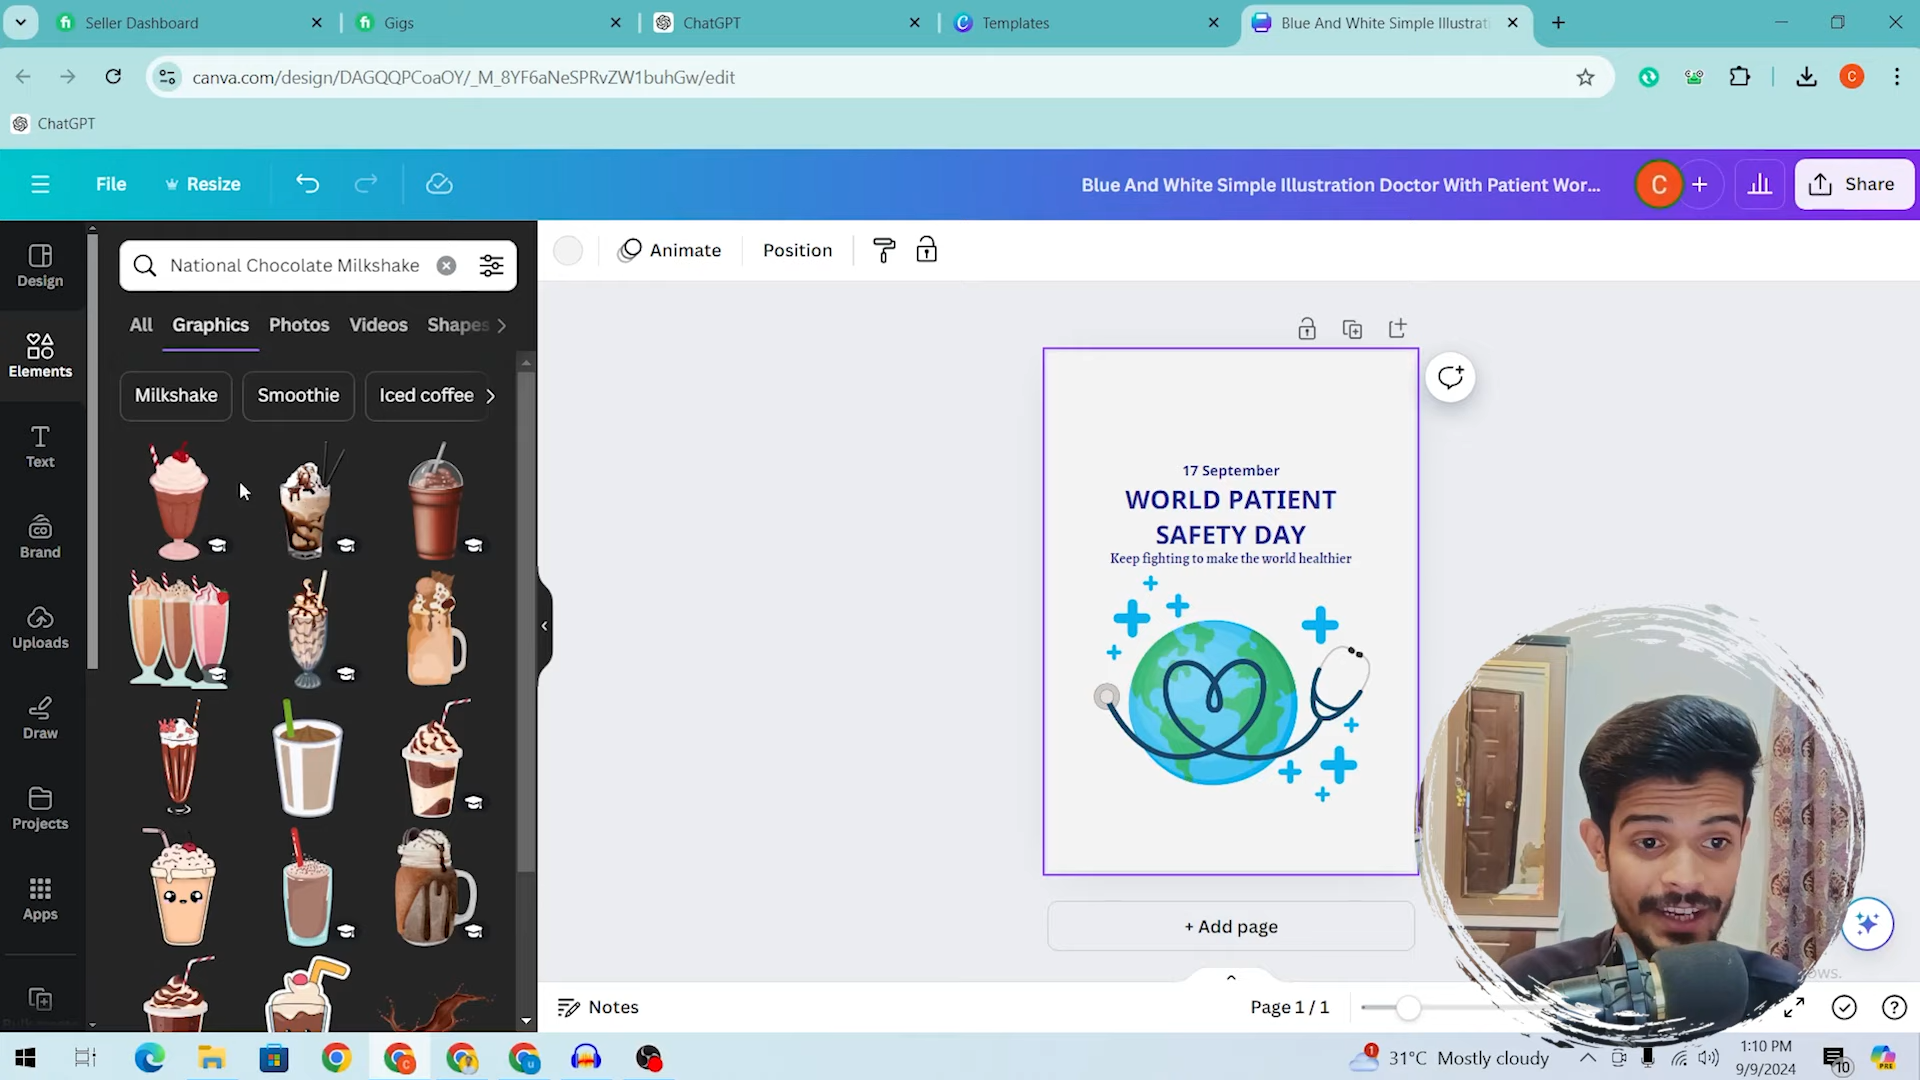 Seller Dashboard
Gigs
ChatGPT
Templates
Blue And White Simple Illustrati
canva.com/design/DAGQQPCoaOY/_M_8YF6aNeSPRvZW1buhGw/edit
ChatGPT
File
Resize
Blue And White Simple Illustration Doctor With Patient Wor...
C
Share
Design
Elements
Text
Brand
Uploads
Draw
Projects
Apps
National Chocolate Milkshake
All
Graphics
Photos
Videos
Shapes
Milkshake
Smoothie
Iced coffee
Animate
Position
17 September
WORLD PATIENT
SAFETY DAY
Keep fighting to make the world healthier
+ Add page
Notes
Page 1 / 1
31°C Mostly cloudy
1:10 PM
9/9/2024
10